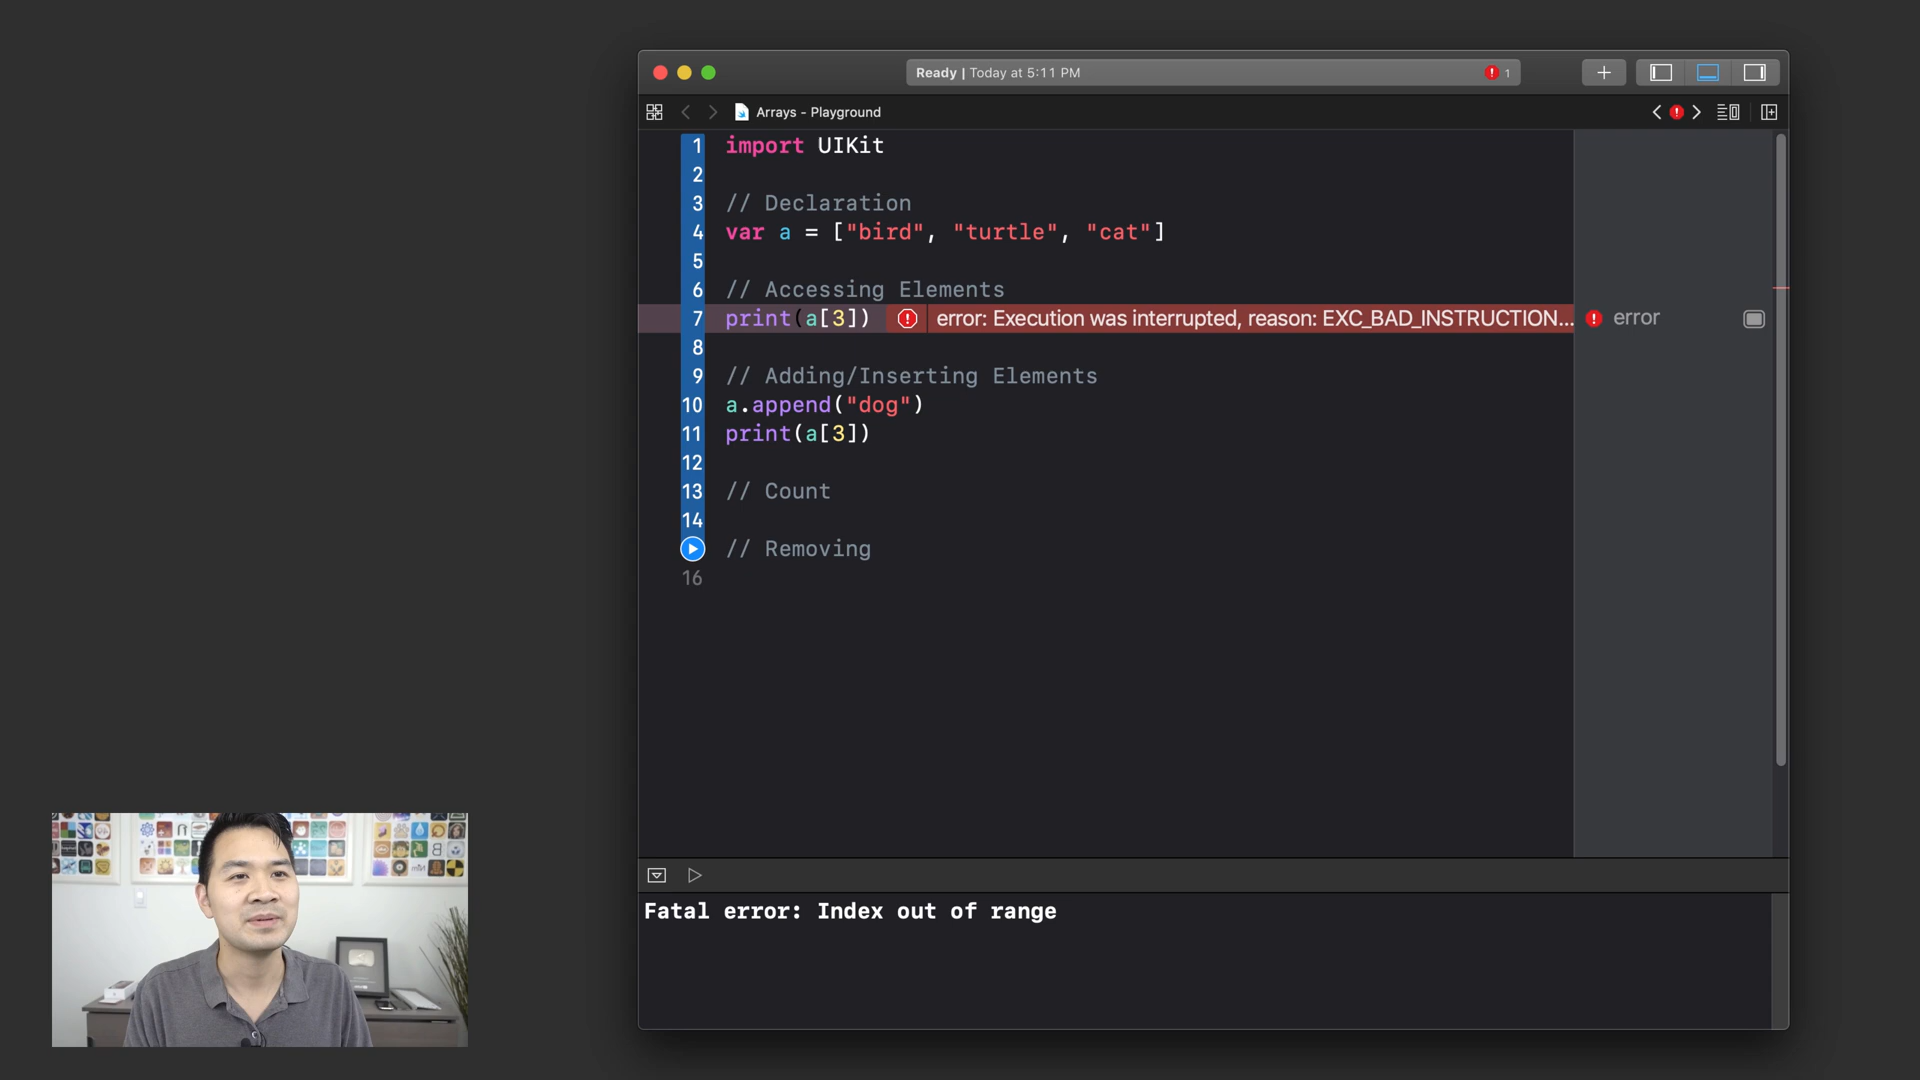 Ready | Today at 5:11 PM
1
Arrays - Playground
1 import UIKit
2
3 // Declaration
4 var a = ["bird", "turtle", "cat"]
5
6 // Accessing Elements
7 print(a[3]) error: Execution was interrupted, reason: EXC_BAD_INSTRUCTION... error
8
9 // Adding/Inserting Elements
10 a.append("dog")
11 print(a[3])
12
13 // Count
14
// Removing
16
Fatal error: Index out of range